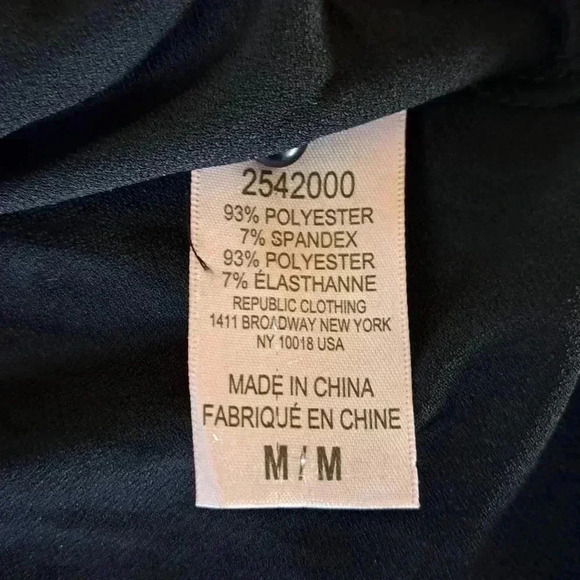 2542000
93% POLYESTER
7% SPANDEX
93% POLYESTER
7% ÉLASTHANNE
REPUBLIC CLOTHING
1411 BROADWAY NEW YORK
NY 10018 USA
MADE IN CHINA
FABRIQUÉ EN CHINE
M / M